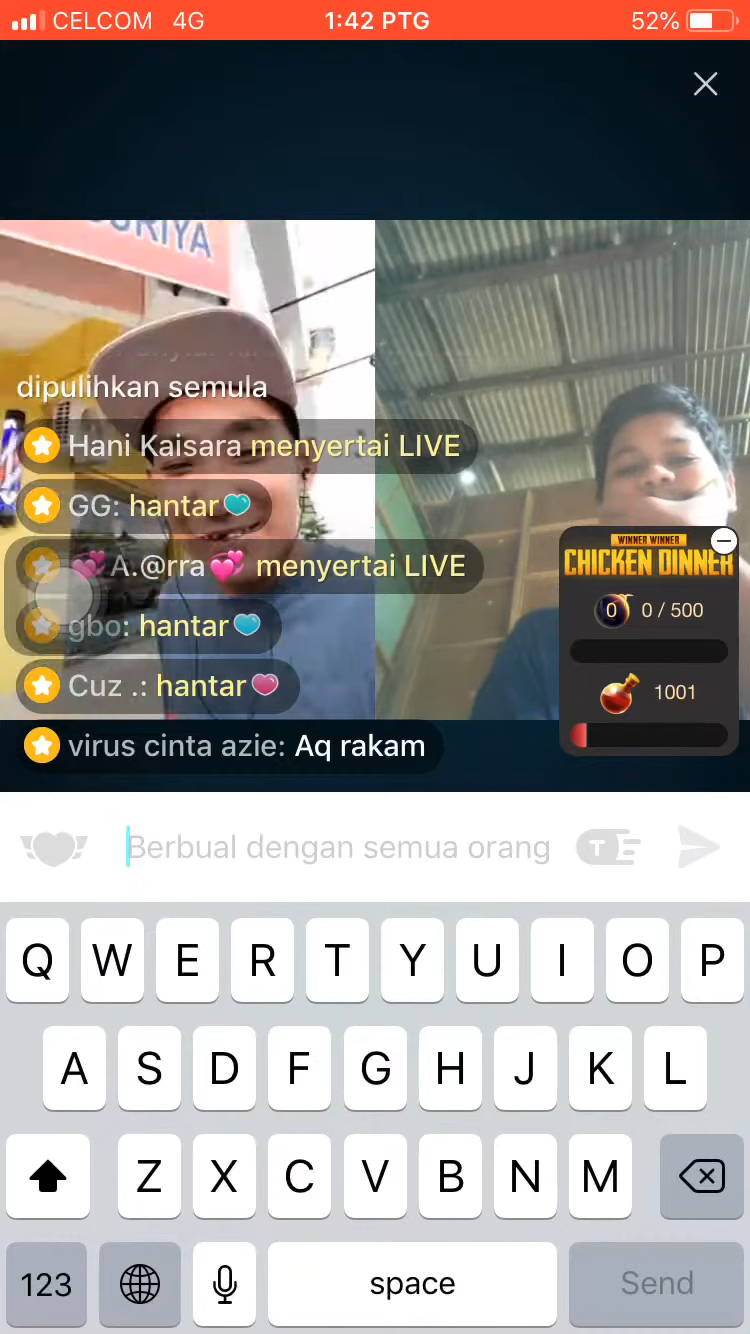 CELCOM 4G 1:42 PTG 52%
URIYA
dipulihkan semula
Hani Kaisara menyertai LIVE
GG: hantar
A.@rra menyertai LIVE
gbo: hantar
Cuz .: hantar
virus cinta azie: Aq rakam
WINNER WINNER
CHICKEN DINNER
0 0 / 500
1001
Berbual dengan semua orang T
Q W E R T Y U I O P
A S D F G H J K L
Z X C V B N M
123 space Send